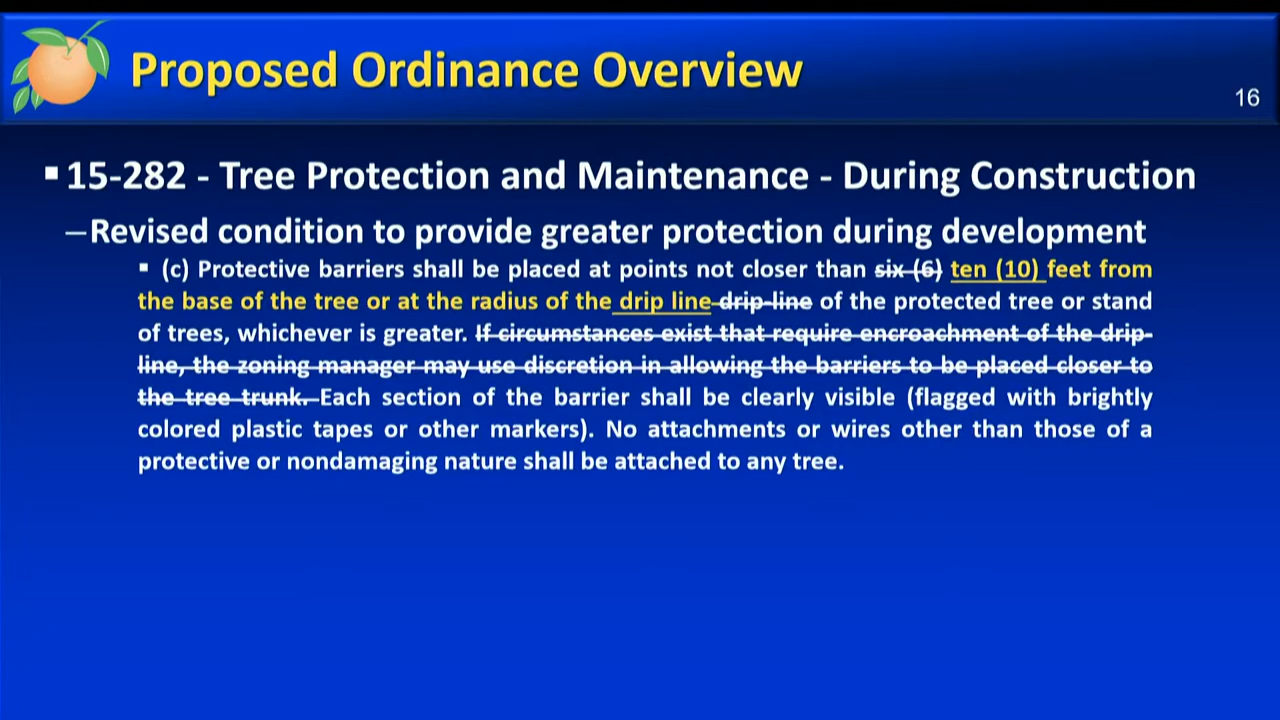 Proposed Ordinance Overview
16
▪ 15-282 - Tree Protection and Maintenance - During Construction
–Revised condition to provide greater protection during development
▪ (c) Protective barriers shall be placed at points not closer than six (6) ten (10) feet from
the base of the tree or at the radius of the drip line drip-line of the protected tree or stand
of trees, whichever is greater. If circumstances exist that require encroachment of the drip-
line, the zoning manager may use discretion in allowing the barriers to be placed closer to
the tree trunk. Each section of the barrier shall be clearly visible (flagged with brightly
colored plastic tapes or other markers). No attachments or wires other than those of a
protective or nondamaging nature shall be attached to any tree.